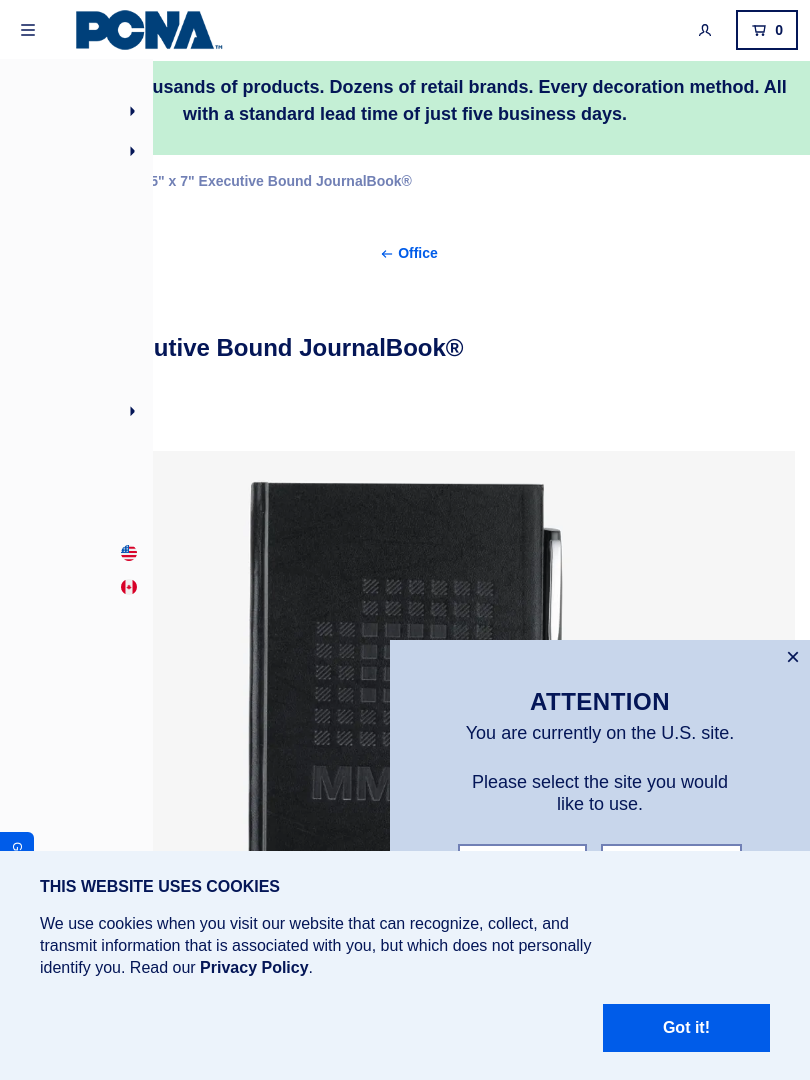 PCNA™
0
usands of products. Dozens of retail brands. Every decoration method. All
with a standard lead time of just five business days.
5" x 7" Executive Bound JournalBook®
← Office
utive Bound JournalBook®
ATTENTION
You are currently on the U.S. site.
Please select the site you would
like to use.
G
THIS WEBSITE USES COOKIES
We use cookies when you visit our website that can recognize, collect, and
transmit information that is associated with you, but which does not personally
identify you. Read our Privacy Policy.
Got it!